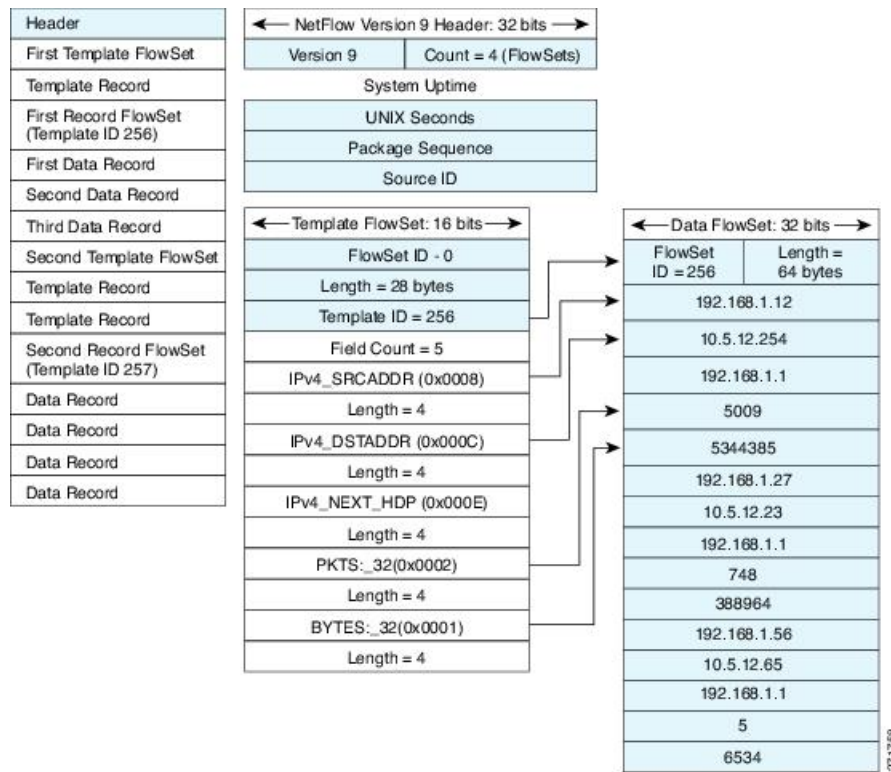 Header
First Template FlowSet
Template Record
First Record FlowSet
(Template ID 256)
First Data Record
Second Data Record
Third Data Record
Second Template FlowSet
Template Record
Template Record
Second Record FlowSet
(Template ID 257)
Data Record
Data Record
Data Record
Data Record
NetFlow Version 9 Header: 32 bits
Version 9
Count = 4 (FlowSets)
System Uptime
UNIX Seconds
Package Sequence
Source ID
Template FlowSet: 16 bits
FlowSet ID - 0
Length = 28 bytes
Template ID = 256
Field Count = 5
IPv4_SRCADDR (0x0008)
Length = 4
IPv4_DSTADDR (0x000C)
Length = 4
IPv4_NEXT_HDP (0x000E)
Length = 4
PKTS:_32(0x0002)
Length = 4
BYTES:_32(0x0001)
Length = 4
Data FlowSet: 32 bits
FlowSet
ID = 256
Length =
64 bytes
192.168.1.12
10.5.12.254
192.168.1.1
5009
5344385
192.168.1.27
10.5.12.23
192.168.1.1
748
388964
192.168.1.56
10.5.12.65
192.168.1.1
5
6534